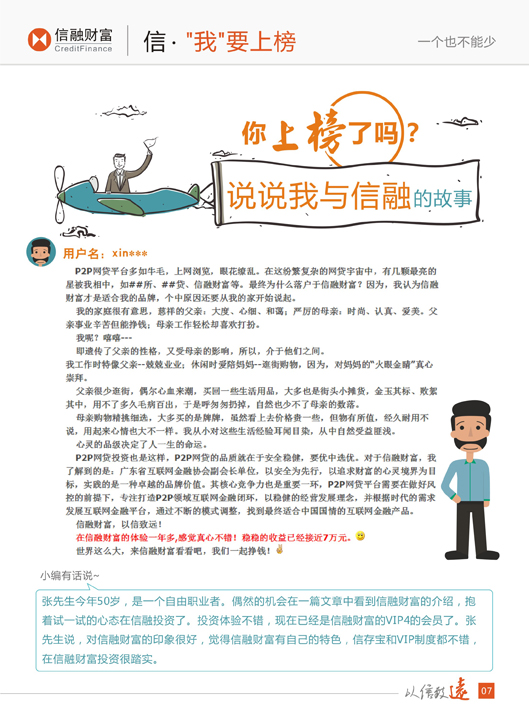 信融财富
CreditFinance
信·"我"要上榜
一个也不能少
你上榜了吗？
说说我与信融的故事
用户名：xin***
P2P网贷平台多如牛毛，上网浏览，眼花缭乱。在这纷繁复杂的网贷宇宙中，有几颗最亮的
星被我相中，如##所、##贷、信融财富等。最终为什么落户于信融财富？因为，我认为信融
财富才是适合我的品牌，个中原因还要从我的家开始说起。
我的家庭很有意思，慈祥的父亲：大度、心细、和蔼；严厉的母亲：时尚、认真、爱美。父
亲事业辛苦但能挣钱；母亲工作轻松却喜欢打扮。
我呢？嘻嘻---
即遗传了父亲的性格，又受母亲的影响，所以，介于他们之间。
我工作时特像父亲--兢兢业业； 休闲时爱陪妈妈--逛街购物，因为，对妈妈的“火眼金睛”真心
崇拜。
父亲很少逛街，偶尔心血来潮，买回一些生活用品，大多也是街头小摊货，金玉其标、败絮
其中，用不了多久毛病百出，于是呼匆匆扔掉，自然也少不了母亲的数落。
母亲购物精挑细选，大多买的是牌牌，虽然看上去价格贵一些，但物有所值，经久耐用不
说，用起来心情也大不一样。我从小对这些生活经验耳闻目染，从中自然受益匪浅。
心灵的品级决定了人一生的命运。
P2P网贷投资也是这样，P2P网贷的品质就在于安全稳健，要优中选优。对于信融财富，我
了解到的是：广东省互联网金融协会副会长单位，以安全为先行，以追求财富的心灵境界为目
标，实践的是一种卓越的品牌价值。其核心竞争力也是重要一环，P2P网贷平台需要在做好风
控的前提下，专注打造P2P领域互联网金融闭环，以稳健的经营发展理念，并根据时代的需求
发展互联网金融平台，通过不断的模式调整，找到最终适合中国国情的互联网金融产品。
信融财富，以信致远！
在信融财富的体验一年多,感觉真心不错！稳稳的收益已经接近7万元。
世界这么大，来信融财富看看吧，我们一起挣钱！
小编有话说~
张先生今年50岁，是一个自由职业者。偶然的机会在一篇文章中看到信融财富的介绍，抱
着试一试的心态在信融投资了。投资体验不错，现在已经是信融财富的VIP4的会员了。张
先生说，对信融财富的印象很好，觉得信融财富有自己的特色，信存宝和VIP制度都不错，
在信融财富投资很踏实。
以信致遠
07